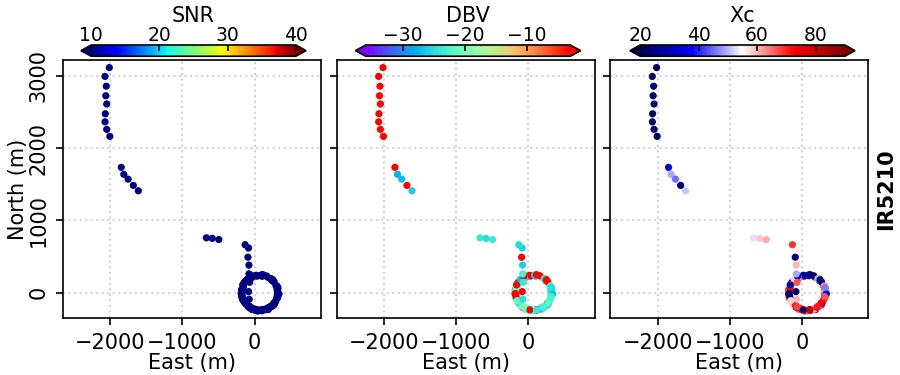 SNR
DBV
Xc
10 20 30 40
−30 −20 −10
20 40 60 80
North (m)
3000
2000
1000
0
IR5210
−2000 −1000 0
−2000 −1000 0
−2000 −1000 0
East (m)
East (m)
East (m)